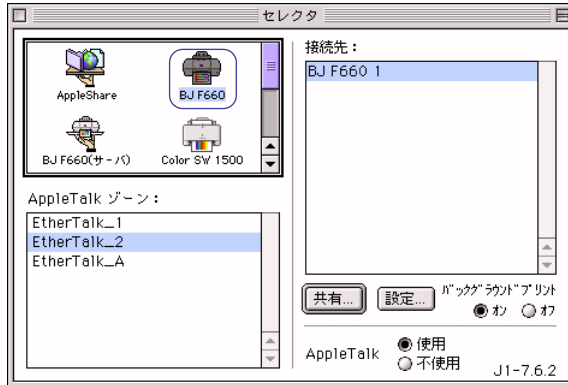 セレクタ
AppleShare
BJ F660
BJ F660(サーバ)
Color SW 1500
AppleTalk ゾーン：
EtherTalk_1
EtherTalk_2
EtherTalk_A
接続先：
BJ F660 1
共有...
設定...
ﾊﾞｯｸｸﾞﾗｳﾝﾄﾞﾌﾟﾘﾝﾄ
ｵﾝ
ｵﾌ
AppleTalk
使用
不使用
J1-7.6.2